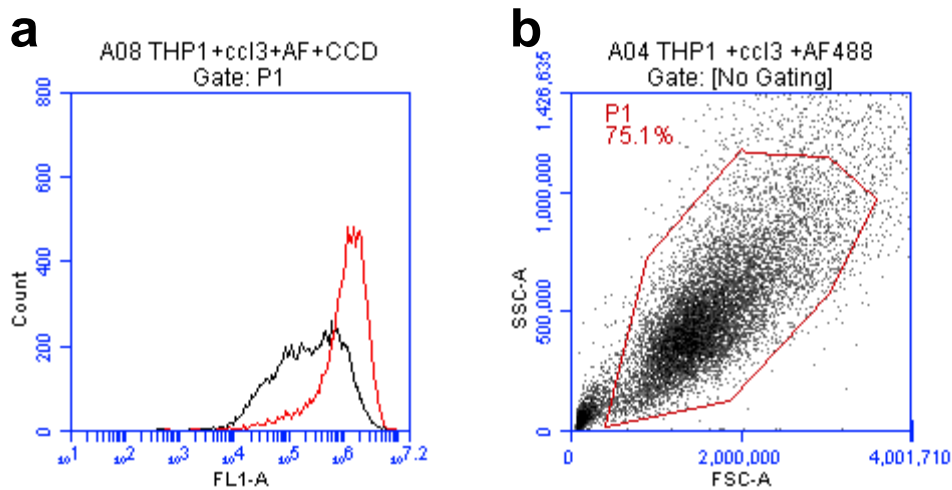 a
A08 THP1+ccl3+AF+CCD
Gate: P1
800
600
400
200
0
Count
10^1 10^2 10^3 10^4 10^5 10^6 10^7.2
FL1-A
b
A04 THP1 +ccl3 +AF488
Gate: [No Gating]
P1
75.1%
1,426,635
1,000,000
500,000
0
SSC-A
0 2,000,000 4,001,710
FSC-A